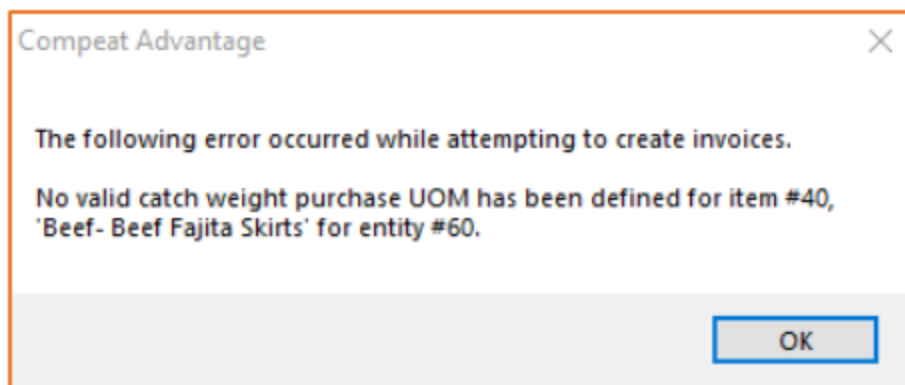 Compeat Advantage
The following error occurred while attempting to create invoices.
No valid catch weight purchase UOM has been defined for item #40,
'Beef- Beef Fajita Skirts' for entity #60.
OK